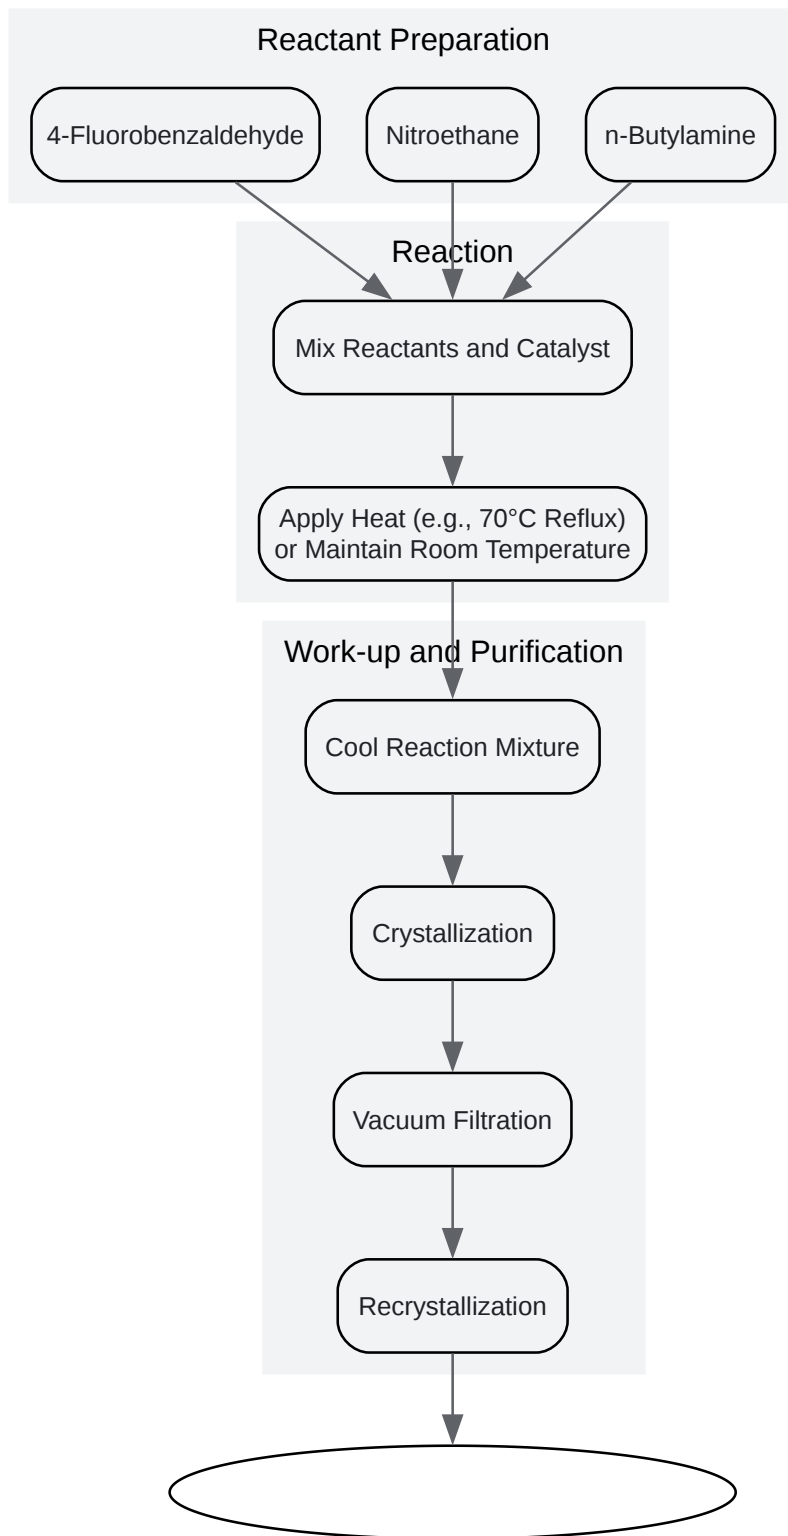 Reactant Preparation
4-Fluorobenzaldehyde
Nitroethane
n-Butylamine
Reaction
Mix Reactants and Catalyst
Apply Heat (e.g., 70°C Reflux)
or Maintain Room Temperature
Work-up and Purification
Cool Reaction Mixture
Crystallization
Vacuum Filtration
Recrystallization